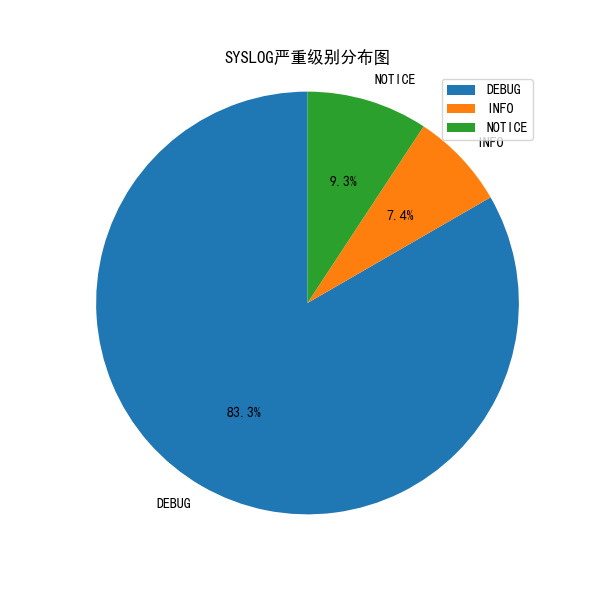 SYSLOG严重级别分布图
NOTICE
DEBUG
INFO
NOTICE
INFO
9.3%
7.4%
83.3%
DEBUG